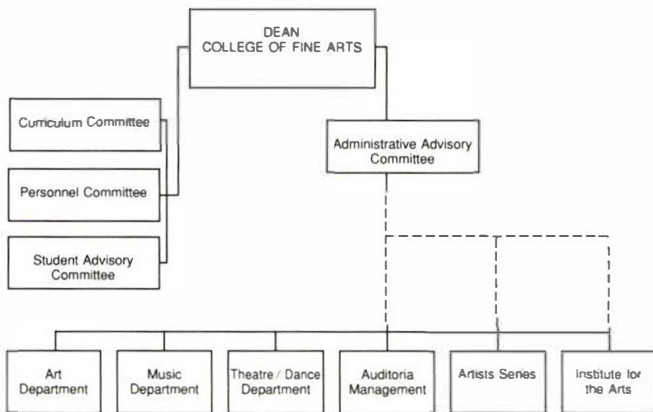 DEAN
COLLEGE OF FINE ARTS
Curriculum Committee
Administrative Advisory
Committee
Personnel Committee
Student Advisory
Committee
Art
Department
Music
Department
Theatre / Dance
Department
Auditoria
Management
Artists Series
Institute for
the Arts